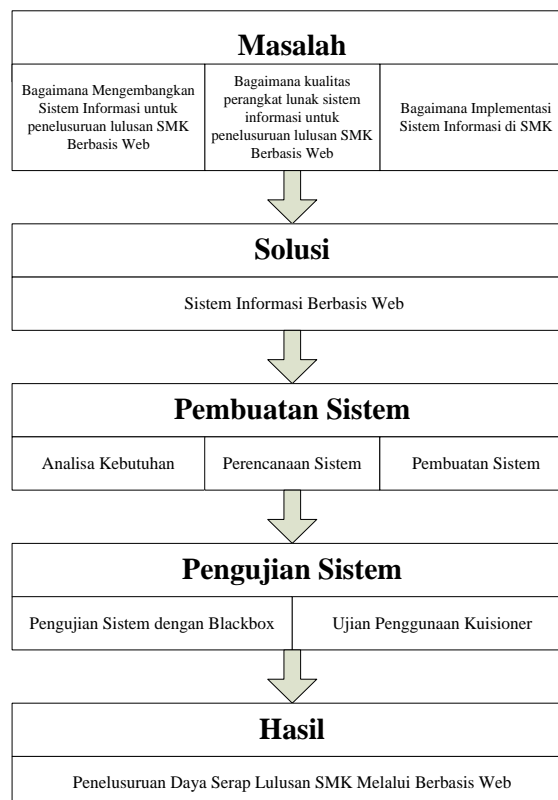 Masalah
Bagaimana Mengembangkan
Sistem Informasi untuk
penelusuruan lulusan SMK
Berbasis Web
Bagaimana kualitas
perangkat lunak sistem
informasi untuk
penelusuruan lulusan SMK
Berbasis Web
Bagaimana Implementasi
Sistem Informasi di SMK
Solusi
Sistem Informasi Berbasis Web
Pembuatan Sistem
Analisa Kebutuhan
Perencanaan Sistem
Pembuatan Sistem
Pengujian Sistem
Pengujian Sistem dengan Blackbox
Ujian Penggunaan Kuisioner
Hasil
Penelusuruan Daya Serap Lulusan SMK Melalui Berbasis Web